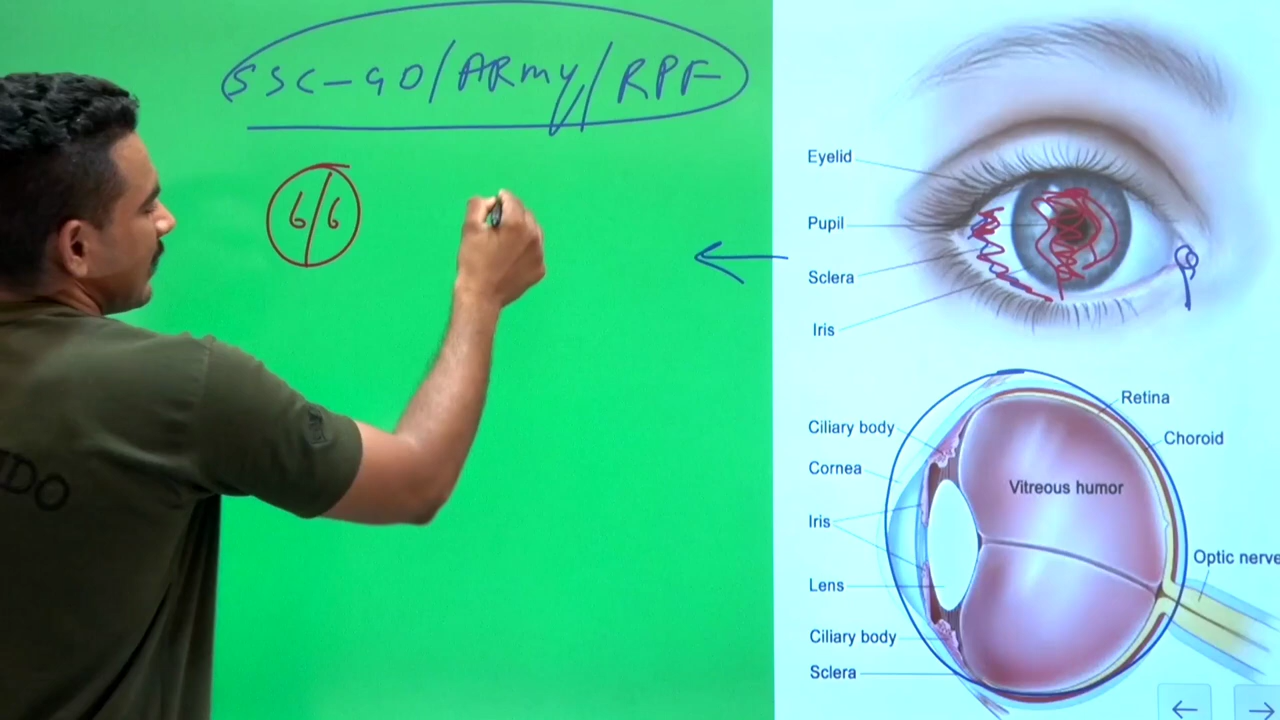 SSC-GD/ARmy/RPF
6/6
Eyelid
Pupil
Sclera
Iris
Retina
Ciliary body
Choroid
Cornea
Vitreous humor
Iris
Optic nerve
Lens
Ciliary body
Sclera